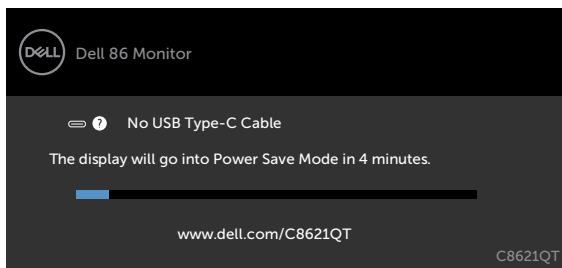 DELL
Dell 86 Monitor
? No USB Type-C Cable
The display will go into Power Save Mode in 4 minutes.
www.dell.com/C8621QT
C8621QT